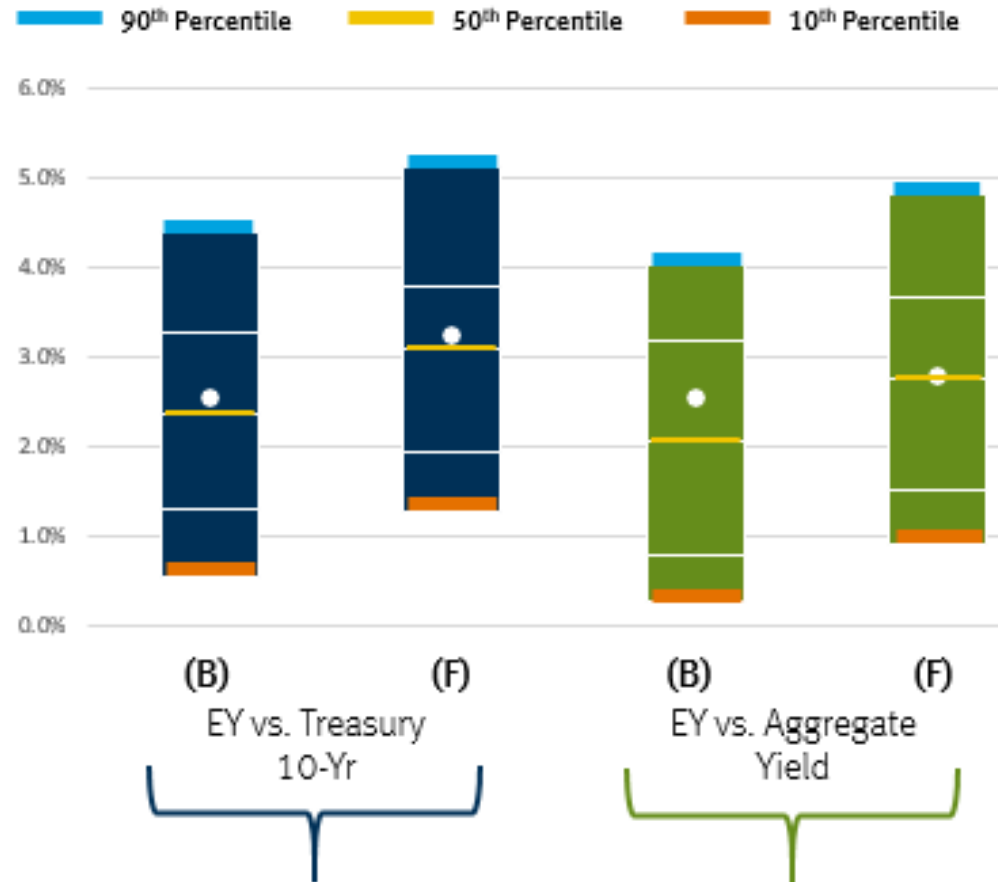 90th Percentile 50th Percentile 10th Percentile
6.0%
5.0%
4.0%
3.0%
2.0%
1.0%
0.0%
(B) (F) (B) (F)
EY vs. Treasury
10-Yr
EY vs. Aggregate
Yield